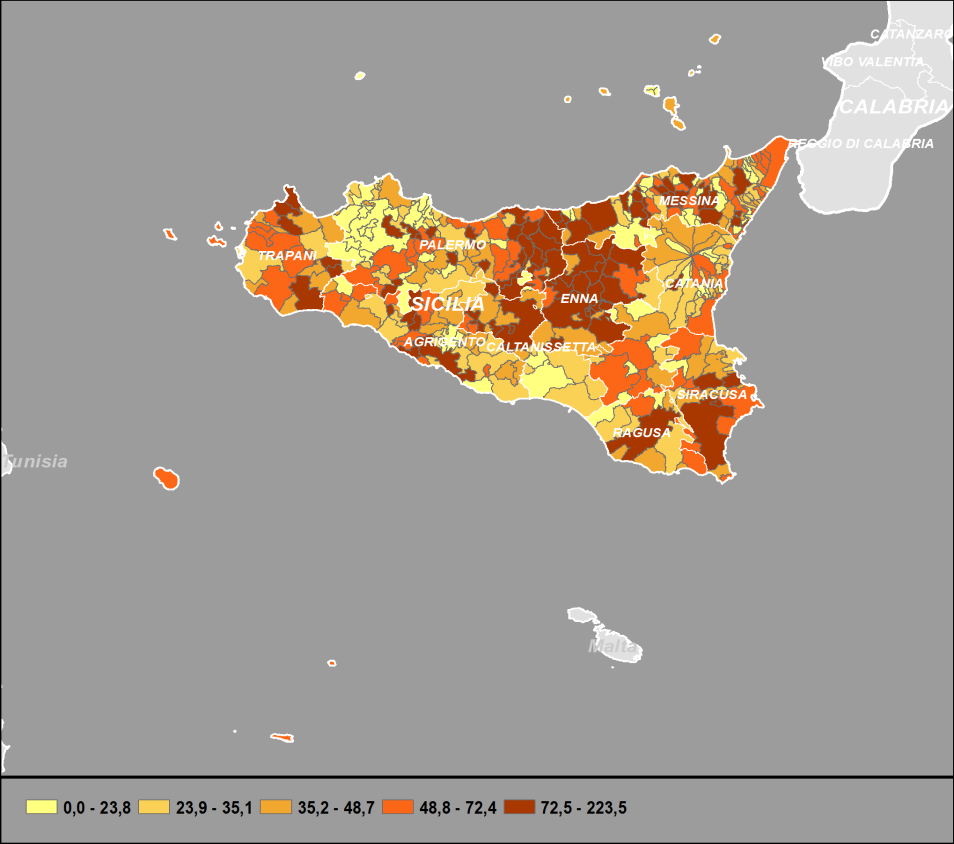 CATANZARO
VIBO VALENTIA
CALABRIA
REGGIO DI CALABRIA
MESSINA
PALERMO
TRAPANI
CATANIA
ENNA
SICILIA
AGRIGENTO
CALTANISSETTA
SIRACUSA
RAGUSA
Tunisia
Malta
0,0 - 23,8 23,9 - 35,1 35,2 - 48,7 48,8 - 72,4 72,5 - 223,5